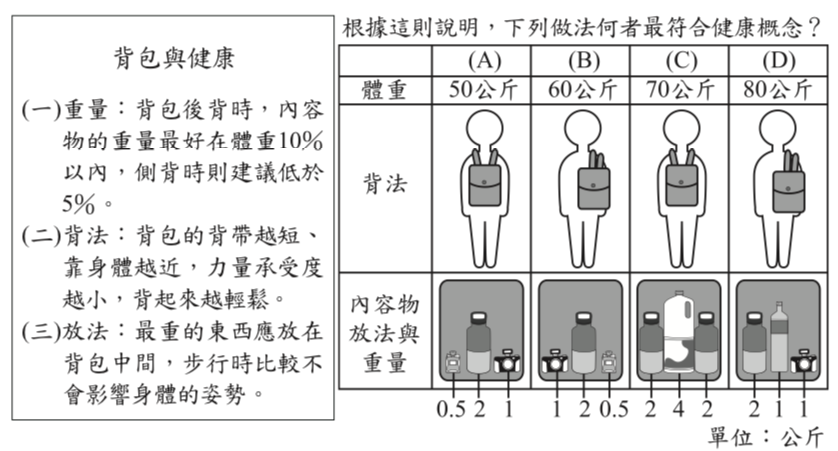 背包與健康
(一)重量：背包後背時，內容
物的重量最好在體重10%
以內，側背時則建議低於
5%。
(二)背法：背包的背帶越短、
靠身體越近，力量承受度
越小，背起來越輕鬆。
(三)放法：最重的東西應放在
背包中間，步行時比較不
會影響身體的姿勢。
根據這則說明，下列做法何者最符合健康概念？
(A) (B) (C) (D)
體重 50公斤 60公斤 70公斤 80公斤
背法
內容物
放法與
重量
0.5 2 1 1 2 0.5 2 4 2 2 1 1
單位：公斤